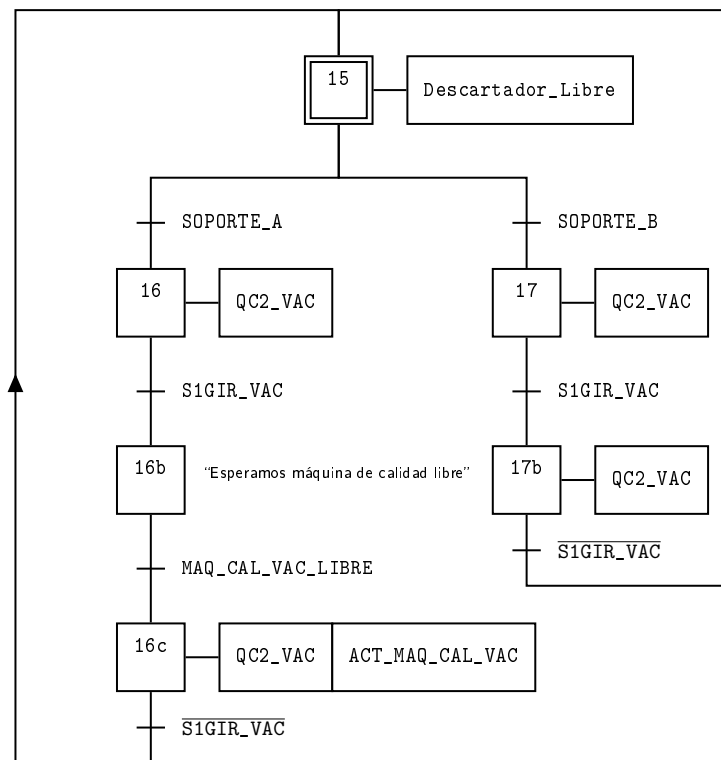 15
Descartador_Libre
SOPORTE_A
SOPORTE_B
16
QC2_VAC
17
QC2_VAC
S1GIR_VAC
S1GIR_VAC
16b
“Esperamos máquina de calidad libre”
17b
QC2_VAC
S1GIR_VAC
MAQ_CAL_VAC_LIBRE
16c
QC2_VAC
ACT_MAQ_CAL_VAC
S1GIR_VAC